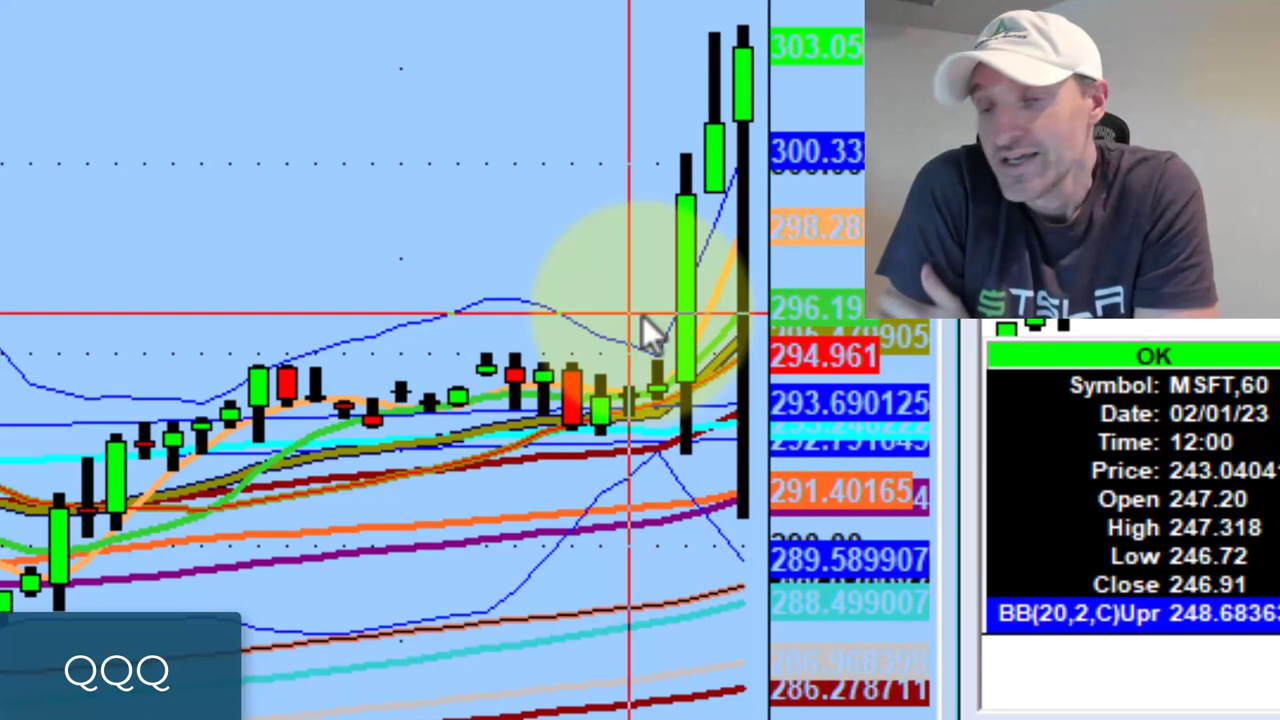 303.05
300.33
298.28
296.19
294.961
293.690125
291.40165
289.589907
288.499007
286.278711
OK
Symbol: MSFT,60
Date: 02/01/23
Time: 12:00
Price: 243.0404
Open 247.20
High 247.318
Low 246.72
Close 246.91
BB(20,2,C)Upr 248.6836
QQQ